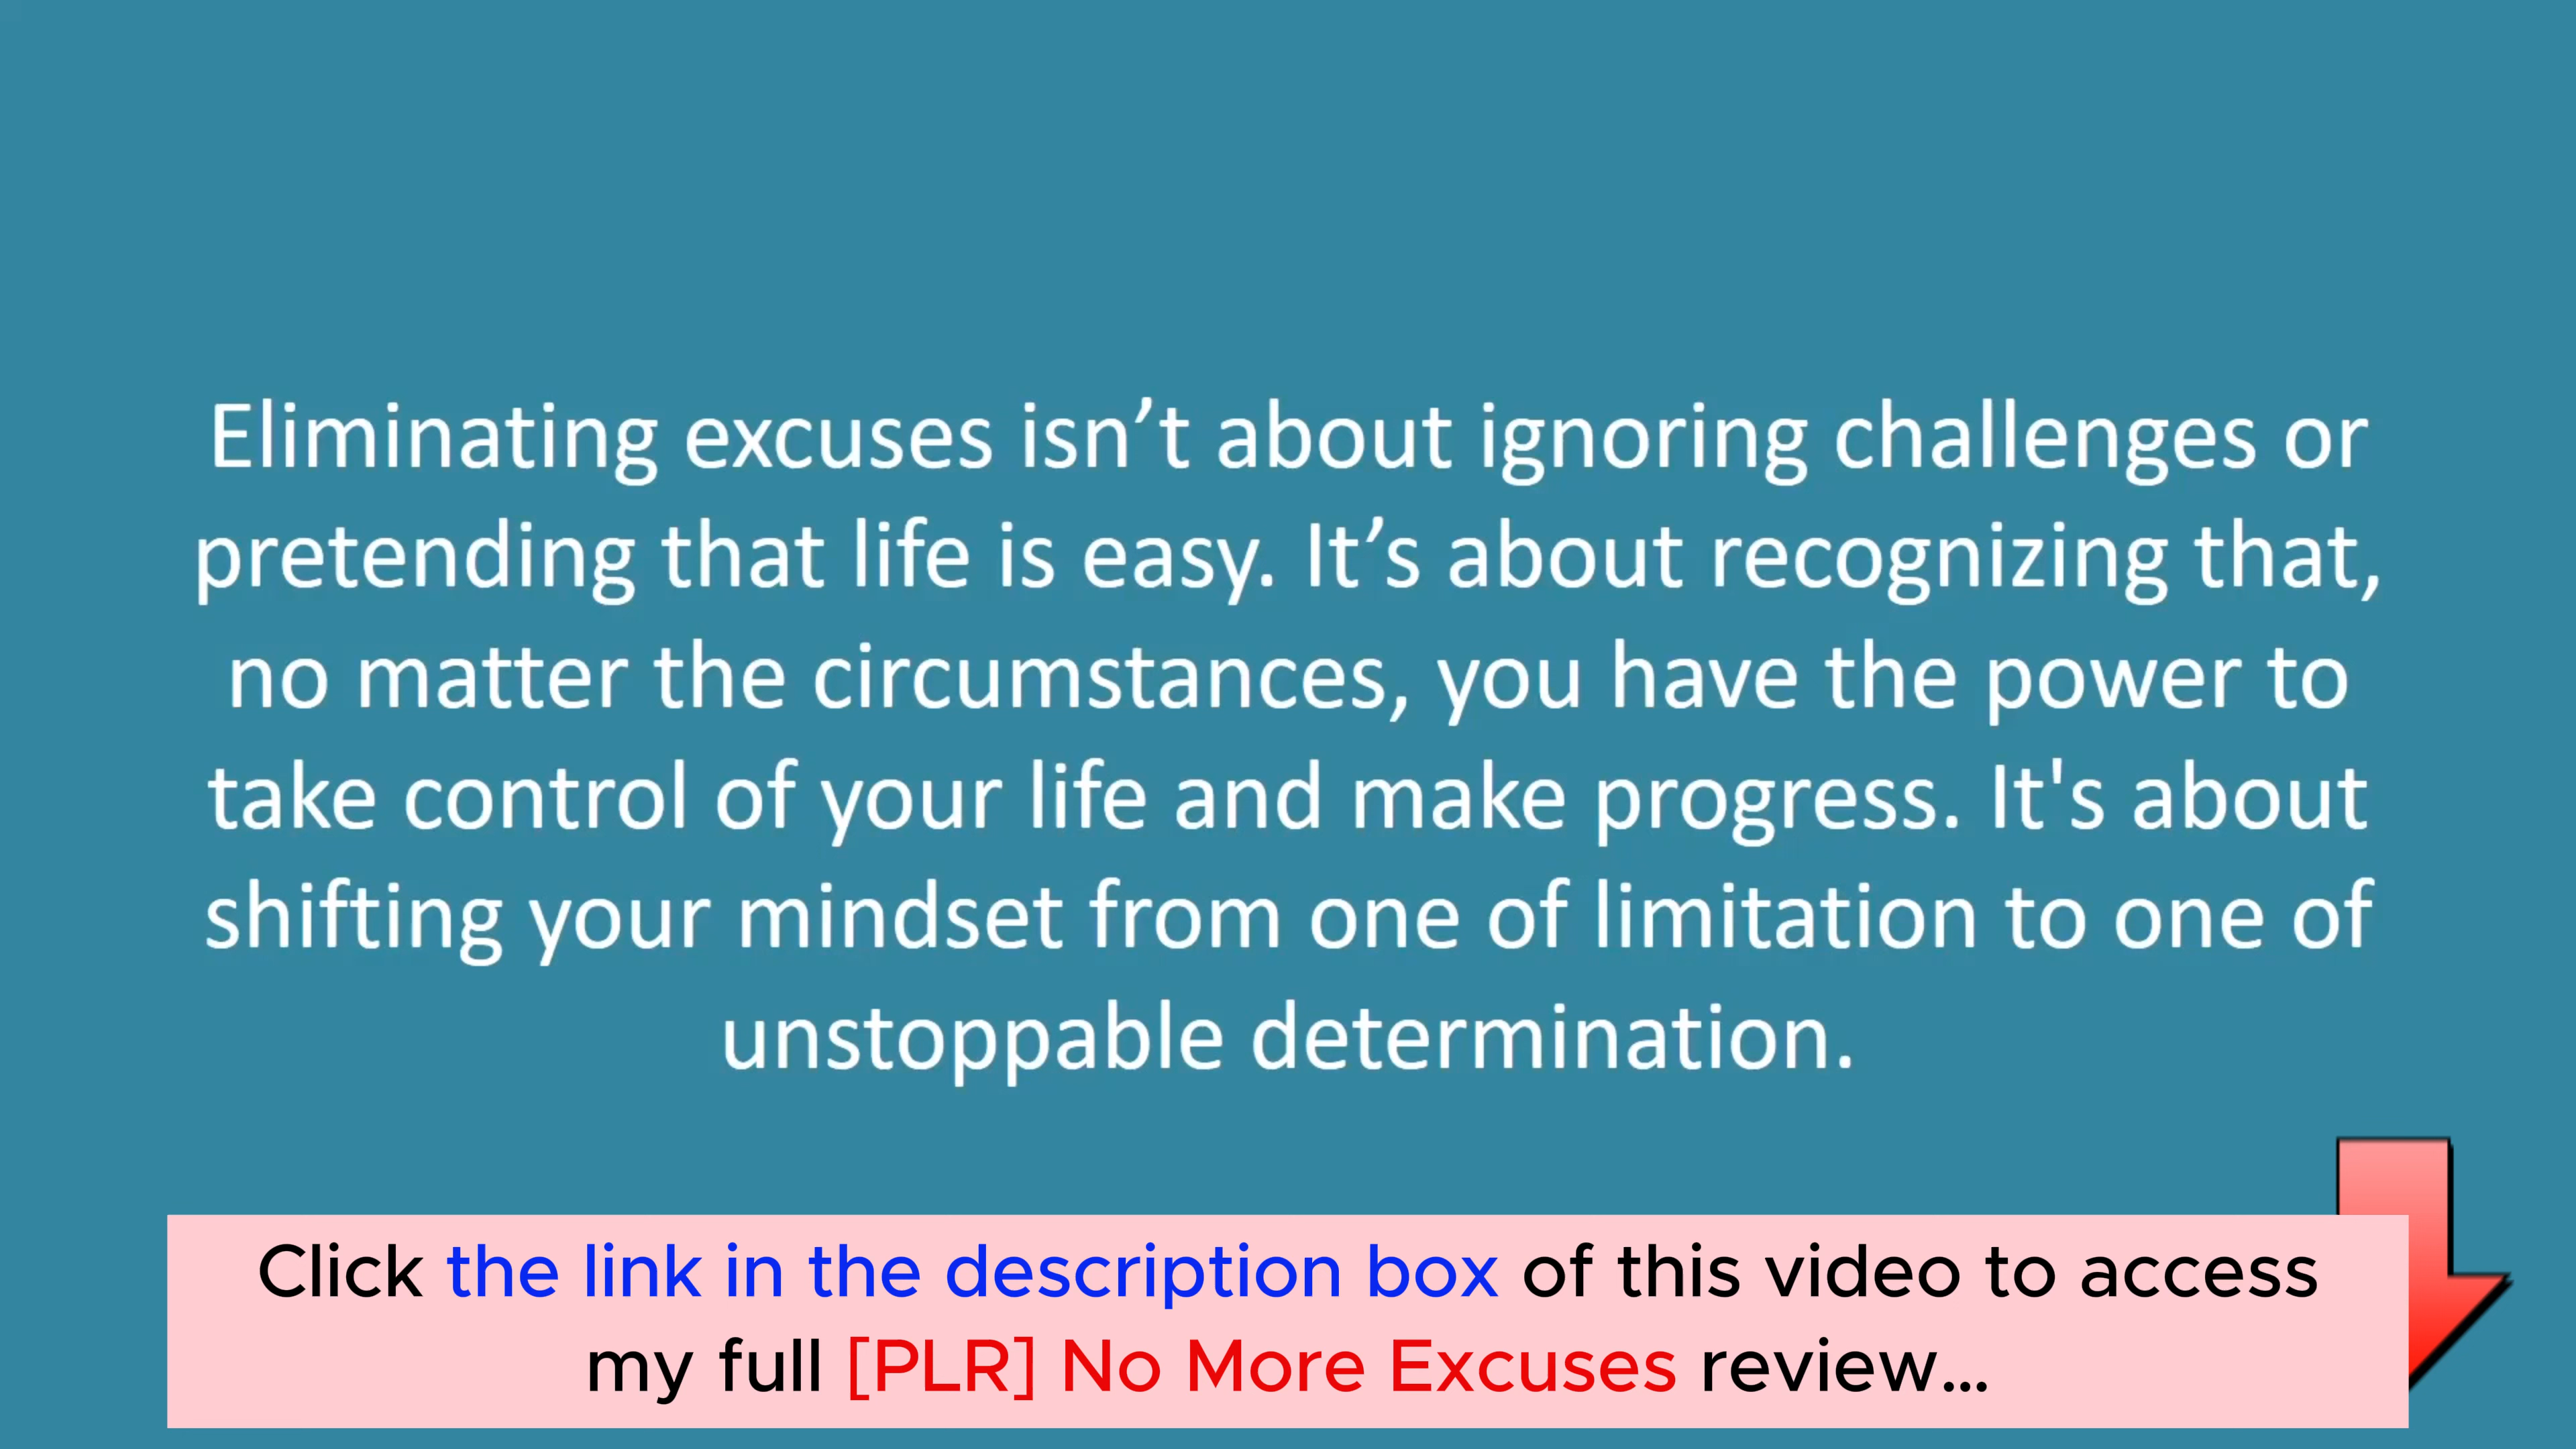 Eliminating excuses isn’t about ignoring challenges or
pretending that life is easy. It’s about recognizing that,
no matter the circumstances, you have the power to
take control of your life and make progress. It's about
shifting your mindset from one of limitation to one of
unstoppable determination.
Click the link in the description box of this video to access
my full [PLR] No More Excuses review...